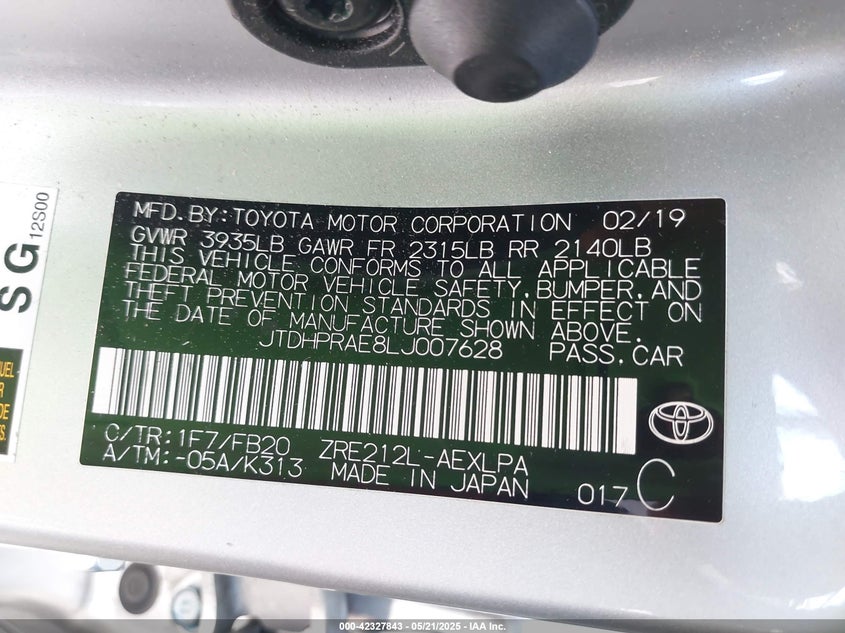 MFD.BY:TOYOTA MOTOR CORPORATION 02/19
GVWR 3935LB GAWR FR 2315LB RR 2140LB
THIS VEHICLE CONFORMS TO ALL APPLICABLE
FEDERAL MOTOR VEHICLE SAFETY,BUMPER,AND
THEFT PREVENTION STANDARDS IN EFFECT ON
THE DATE OF MANUFACTURE SHOWN ABOVE.
JTDHPRAE8LJ007628 PASS.CAR
C/TR:1F7/FB20 ZRE212L-AEXLPA
A/TM:-05A/K313 MADE IN JAPAN 017 C
SG 12S00
000-42327843 - 05/21/2025 - IAA Inc.